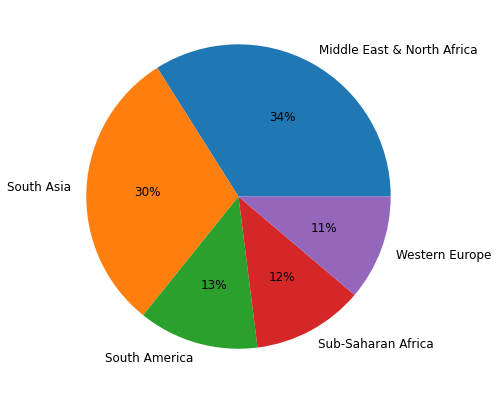 Middle East & North Africa
34%
South Asia
30%
11%
Western Europe
13%
12%
South America
Sub-Saharan Africa